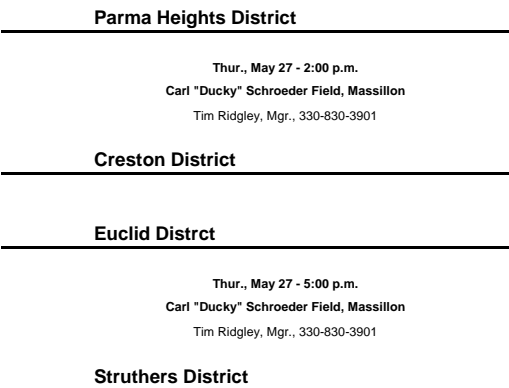 Parma Heights District
Thur., May 27 - 2:00 p.m.
Carl "Ducky" Schroeder Field, Massillon
Tim Ridgley, Mgr., 330-830-3901
Creston District
Euclid Distrct
Thur., May 27 - 5:00 p.m.
Carl "Ducky" Schroeder Field, Massillon
Tim Ridgley, Mgr., 330-830-3901
Struthers District